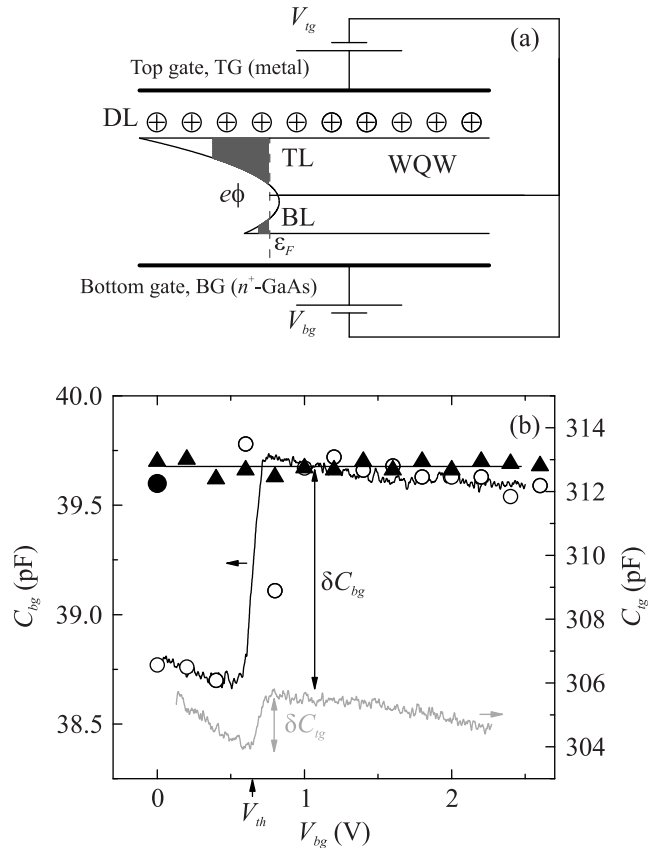 V_tg
(a)
Top gate, TG (metal)
DL
TL
WQW
eϕ
BL
ε_F
Bottom gate, BG (n⁺-GaAs)
V_bg
(b)
40.0
39.5
39.0
38.5
C_bg (pF)
314
312
310
308
306
304
C_tg (pF)
δC_bg
δC_tg
0
1
2
V_th
V_bg (V)